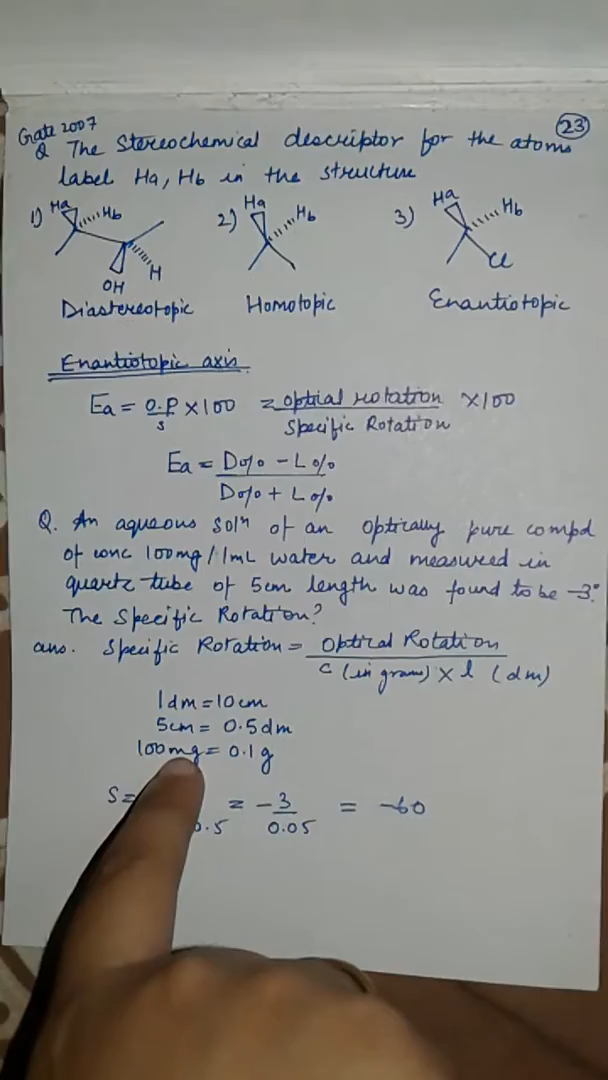 Gate 2007
23
Q The stereochemical descriptor for the atoms
label Ha, Hb in the structure
1) Ha Hb OH H
2) Ha Hb
3) Ha Hb Cl
Diastereotopic Homotopic Enantiotopic
Enantiotopic axis
Ea = O.P/s × 100 = optial rotation/Specific Rotation × 100
Ea = D% - L%
D% + L%
Q. An aqueous solⁿ of an optically pure compd
of conc 100mg/1mL water and measured in
quartz tube of 5cm length was found to be -3°.
The Specific Rotation?
ans. Specific Rotation = Optical Rotation
c (in grams) × l (dm)
1dm = 10cm
5cm = 0.5dm
100mg = 0.1g
S = = -3/0.05 = -60
0.5